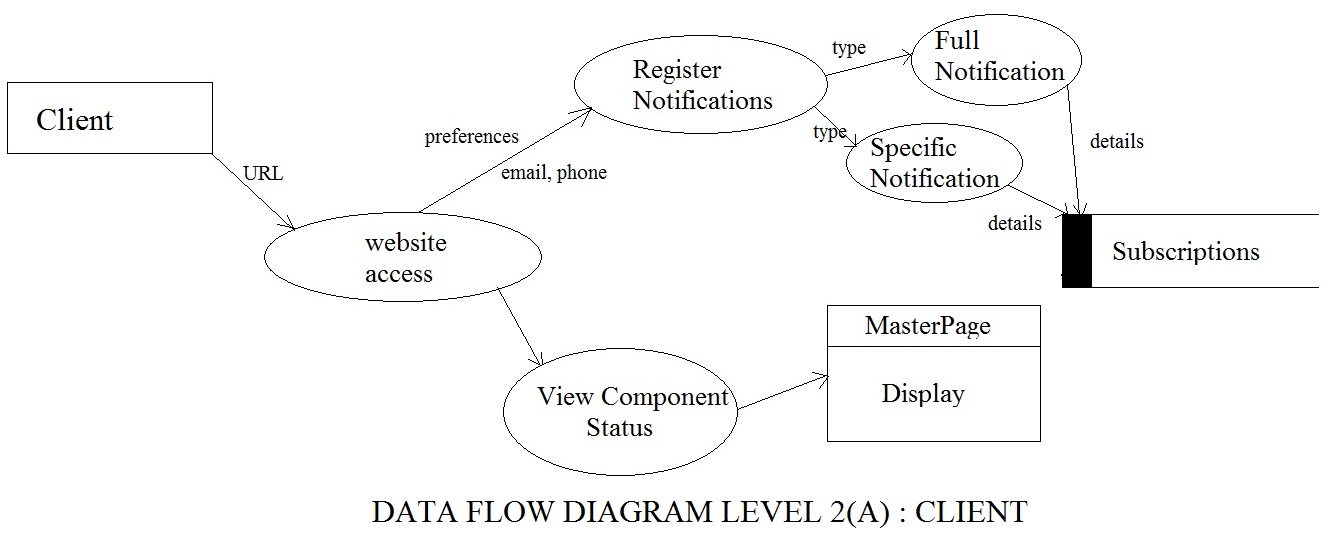 Client
URL
website
access
preferences
email, phone
Register
Notifications
type
Full
Notification
type
Specific
Notification
details
details
Subscriptions
View Component
Status
MasterPage
Display
DATA FLOW DIAGRAM LEVEL 2(A) : CLIENT